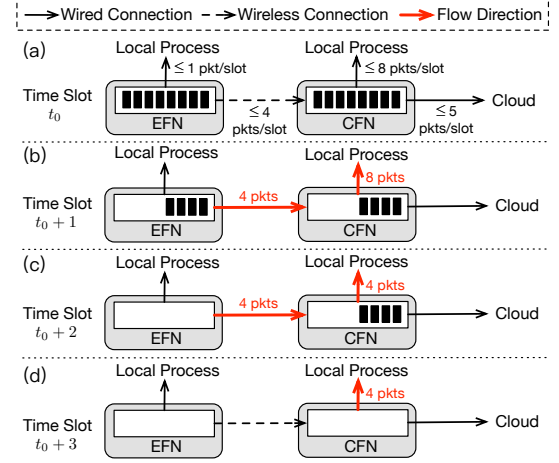 Wired Connection Wireless Connection Flow Direction
(a) Local Process Local Process
≤ 1 pkt/slot ≤ 8 pkt/slot
Time Slot Cloud
t₀ EFN ≤ 4 CFN ≤ 5
pkts/slot pkts/slot
(b) Local Process Local Process
4 pkts 8 pkts
Time Slot Cloud
t₀ + 1 EFN CFN
(c) Local Process Local Process
4 pkts 4 pkts
Time Slot Cloud
t₀ + 2 EFN CFN
(d) Local Process Local Process
4 pkts
Time Slot Cloud
t₀ + 3 EFN CFN